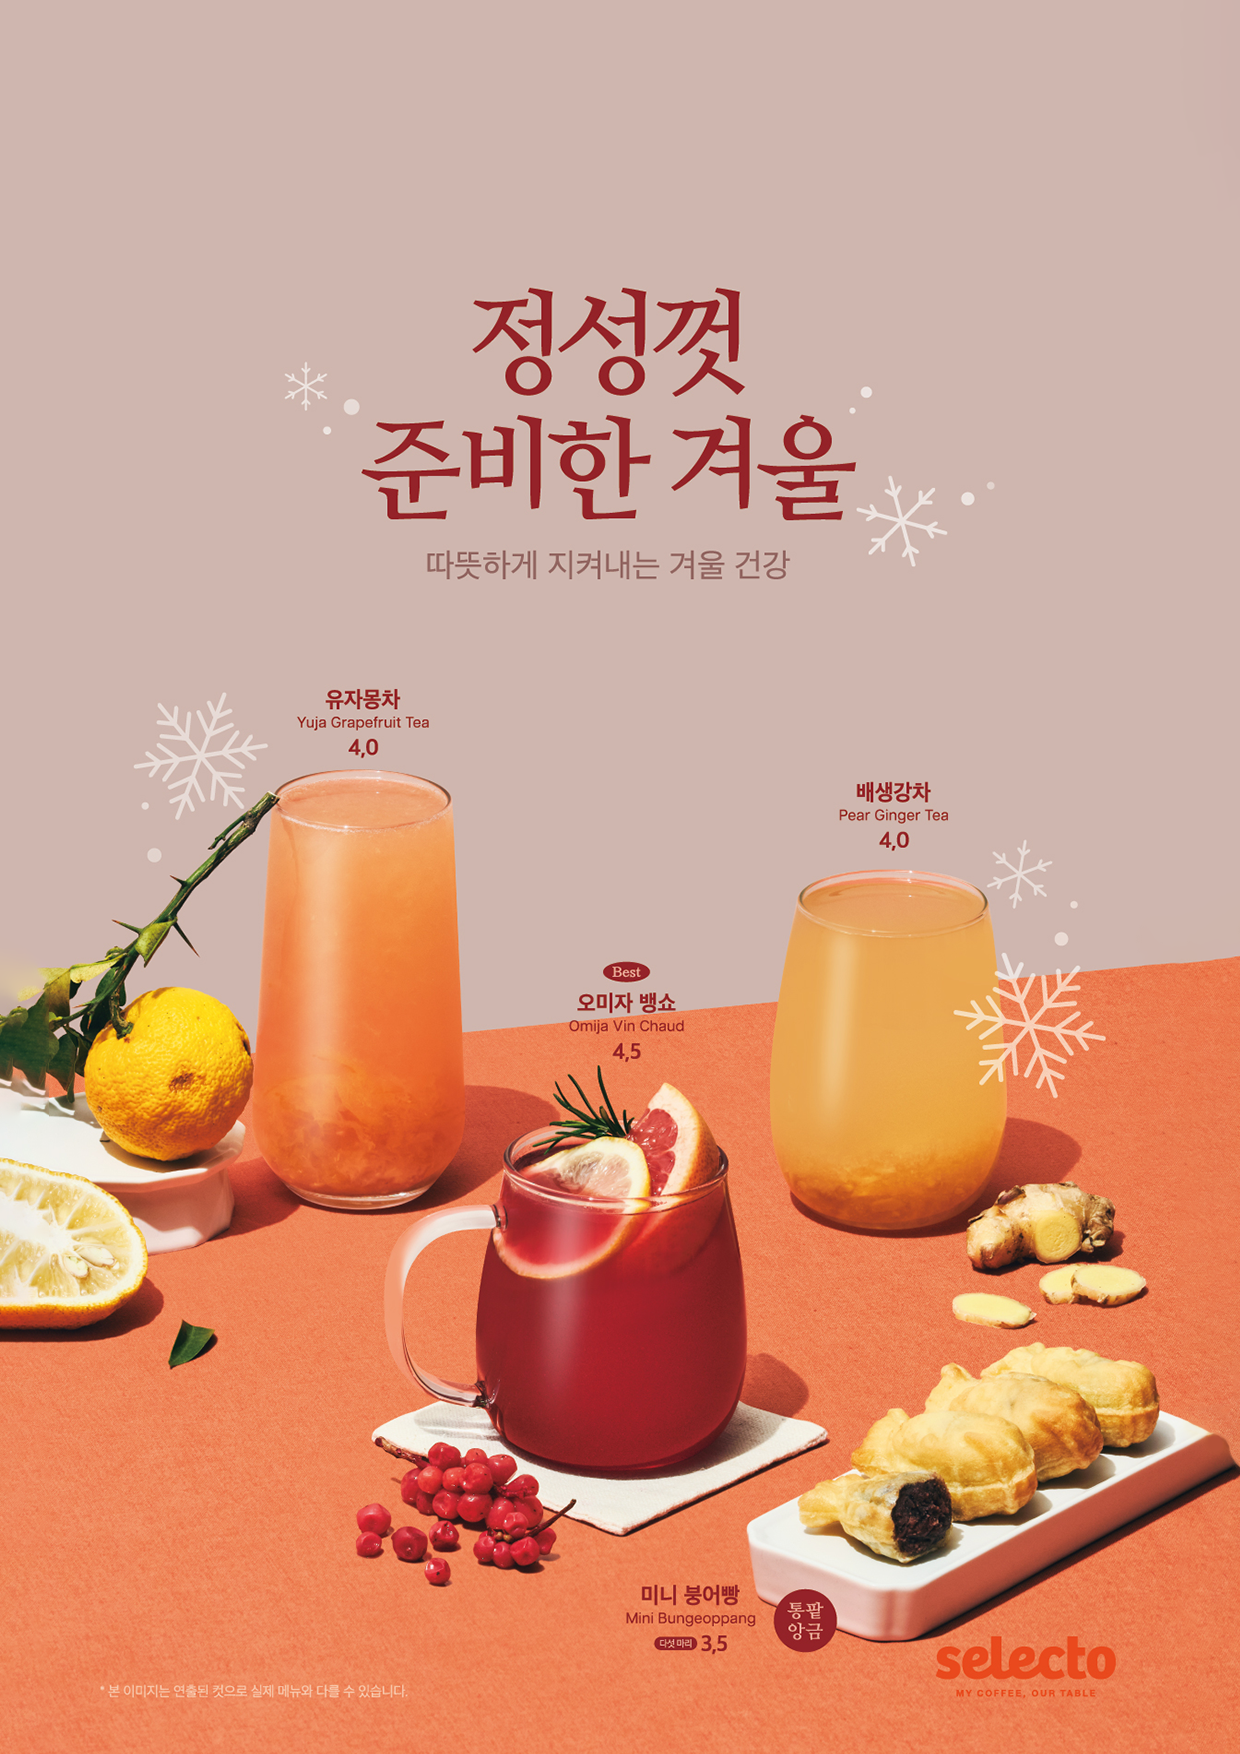 정성껏
준비한 겨울
따뜻하게 지켜내는 겨울 건강
유자몽차
Yuja Grapefruit Tea
4,0
배생강차
Pear Ginger Tea
4,0
Best
오미자 뱅쇼
Omija Vin Chaud
4,5
미니 붕어빵
Mini Bungeoppang
다섯 마리 3,5
통팥
앙금
selecto
MY COFFEE, OUR TABLE
* 본 이미지는 연출된 컷으로 실제 메뉴와 다를 수 있습니다.